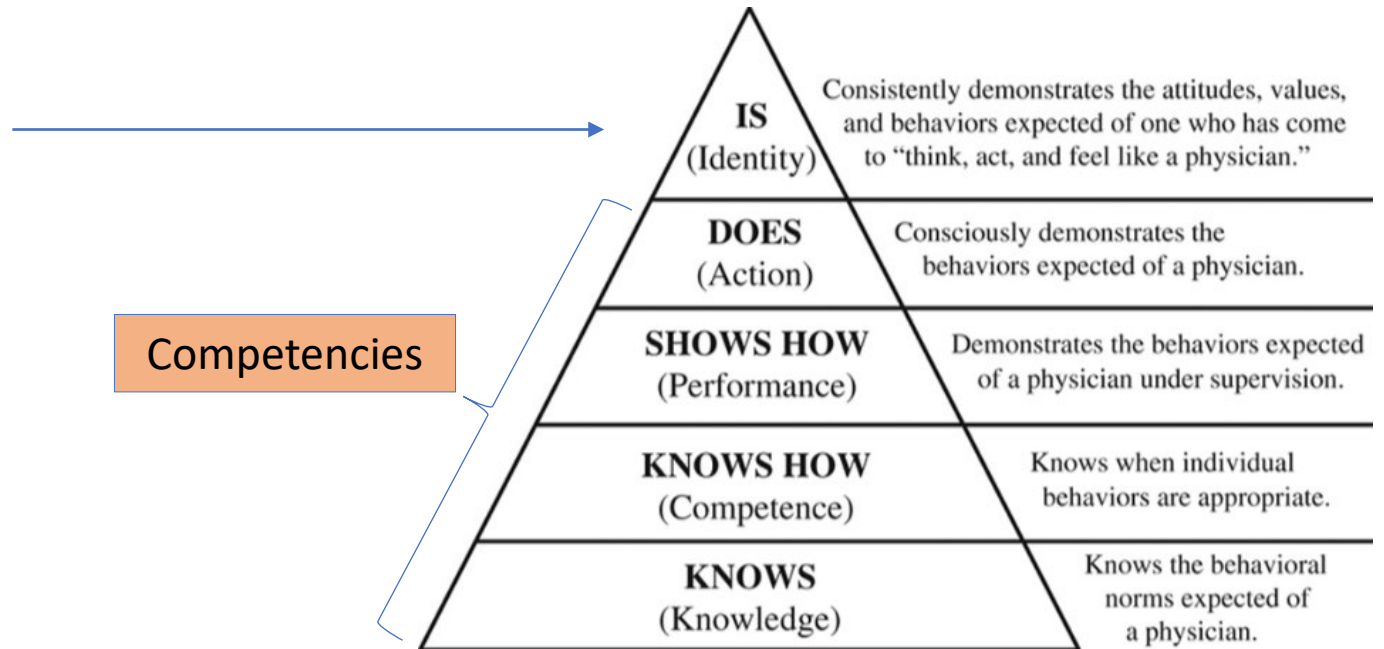 IS
(Identity)
Consistently demonstrates the attitudes, values,
and behaviors expected of one who has come
to “think, act, and feel like a physician.”
DOES
(Action)
Consciously demonstrates the
behaviors expected of a physician.
Competencies
SHOWS HOW
(Performance)
Demonstrates the behaviors expected
of a physician under supervision.
KNOWS HOW
(Competence)
Knows when individual
behaviors are appropriate.
KNOWS
(Knowledge)
Knows the behavioral
norms expected of
a physician.